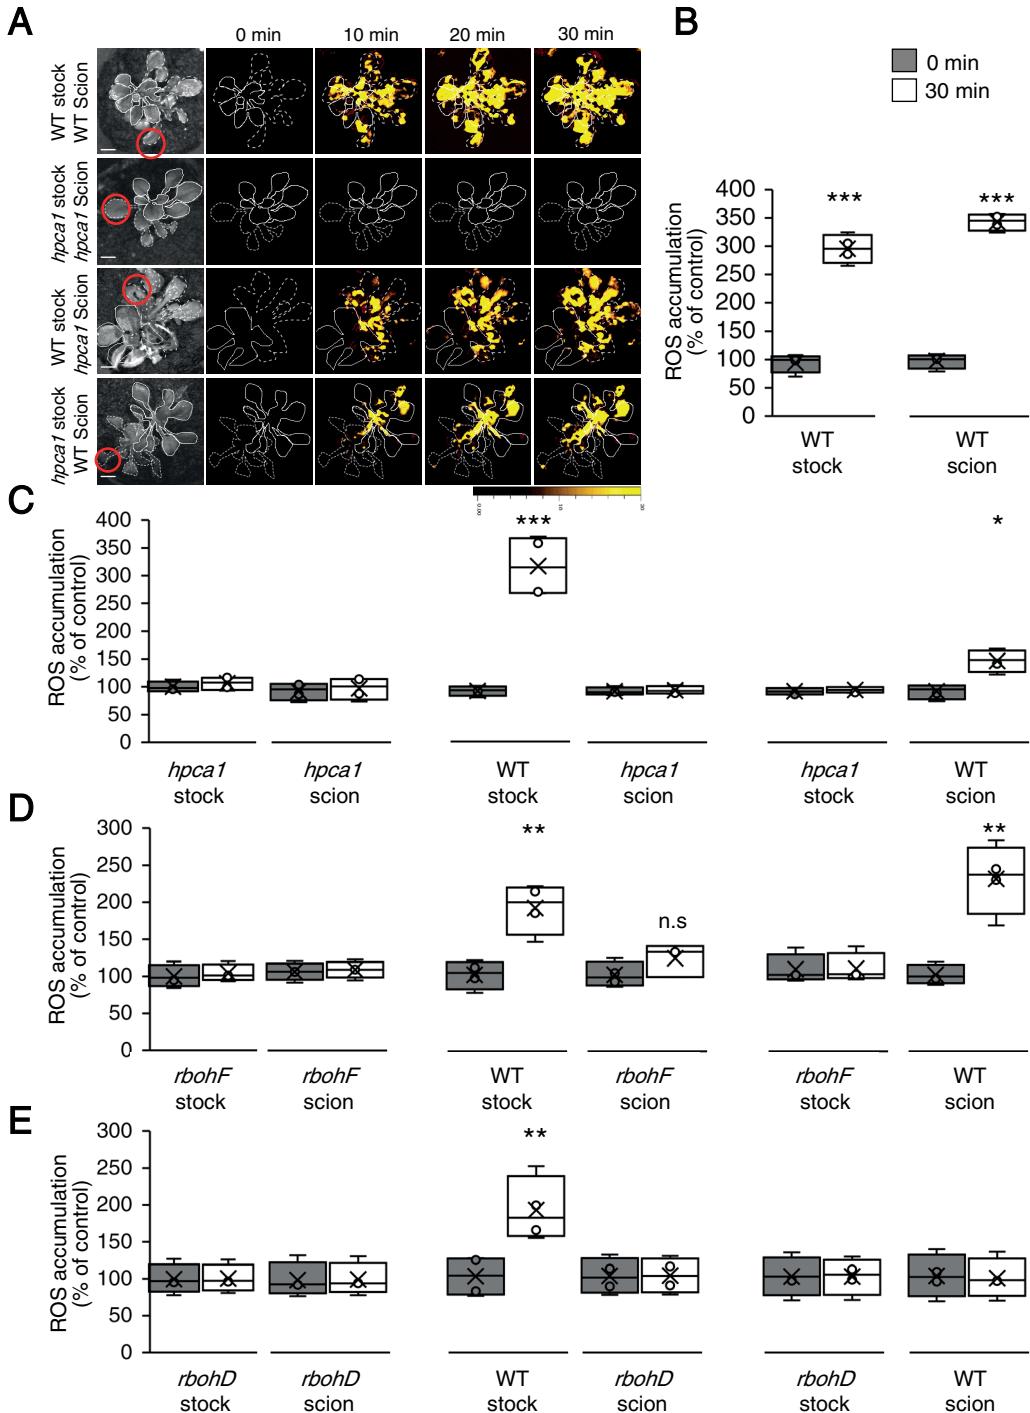 A
0 min
10 min
20 min
30 min
WT stock
WT Scion
hpca1 stock
hpca1 Scion
WT stock
hpca1 Scion
hpca1 stock
WT Scion
0.00
10
20
B
0 min
30 min
ROS accumulation
(% of control)
400
350
300
250
200
150
100
50
0
***
***
WT
stock
WT
scion
C
ROS accumulation
(% of control)
400
350
300
250
200
150
100
50
0
***
*
hpca1
stock
hpca1
scion
WT
stock
hpca1
scion
hpca1
stock
WT
scion
D
ROS accumulation
(% of control)
300
250
200
150
100
50
0
**
n.s
**
rbohF
stock
rbohF
scion
WT
stock
rbohF
scion
rbohF
stock
WT
scion
E
ROS accumulation
(% of control)
300
250
200
150
100
50
0
**
rbohD
stock
rbohD
scion
WT
stock
rbohD
scion
rbohD
stock
WT
scion